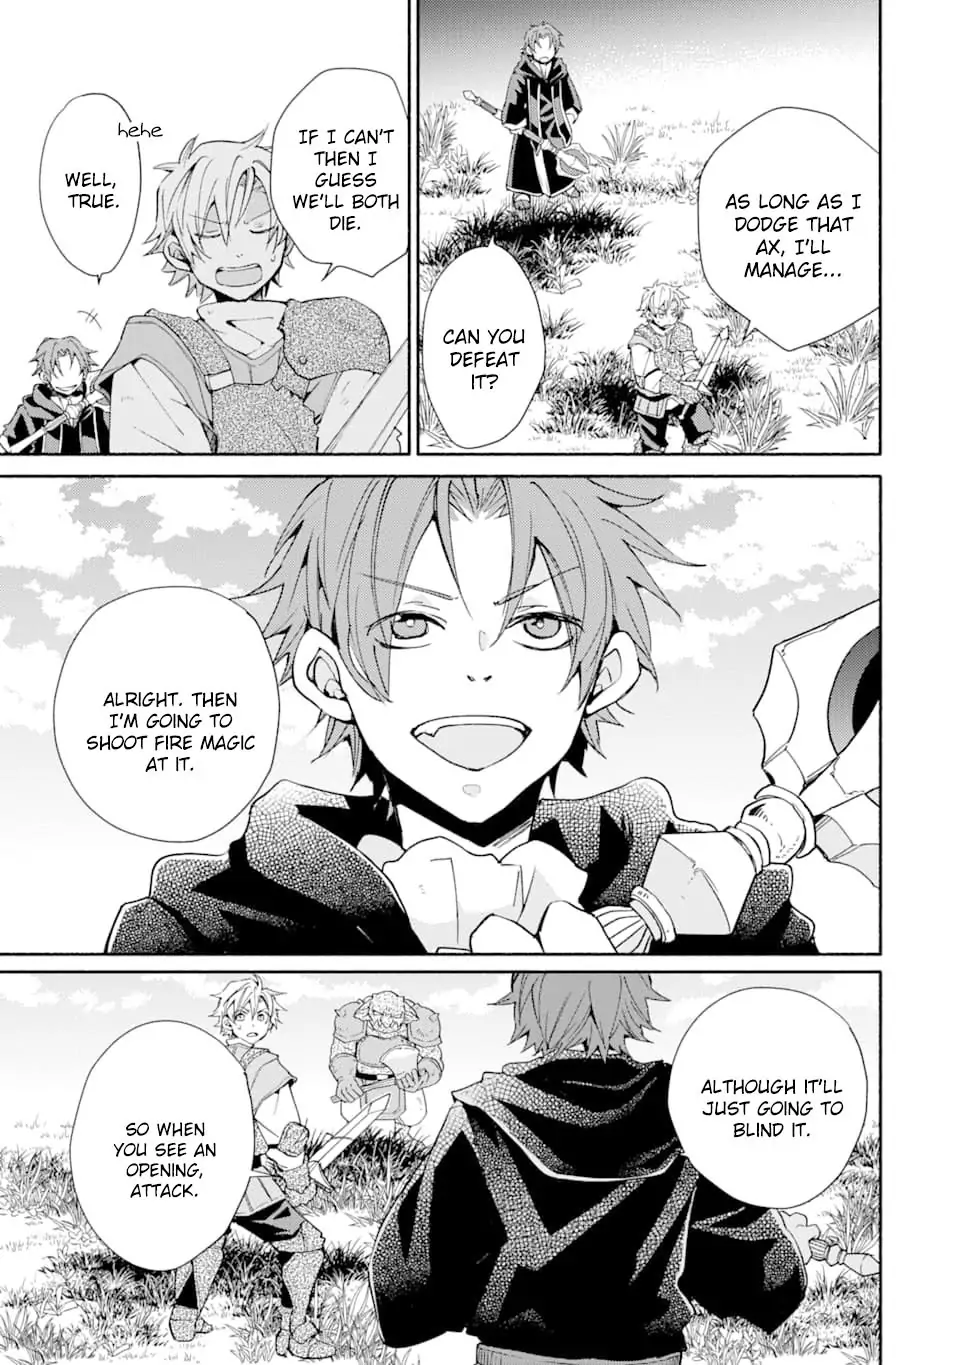 AS LONG AS I
DODGE THAT
AX, I'LL
MANAGE...
CAN YOU
DEFEAT
IT?
IF I CAN'T
THEN I
GUESS
WE'LL BOTH
DIE.
hehe
WELL,
TRUE.
ALRIGHT. THEN
I'M GOING TO
SHOOT FIRE MAGIC
AT IT.
ALTHOUGH IT'LL
JUST GOING TO
BLIND IT.
SO WHEN
YOU SEE AN
OPENING,
ATTACK.